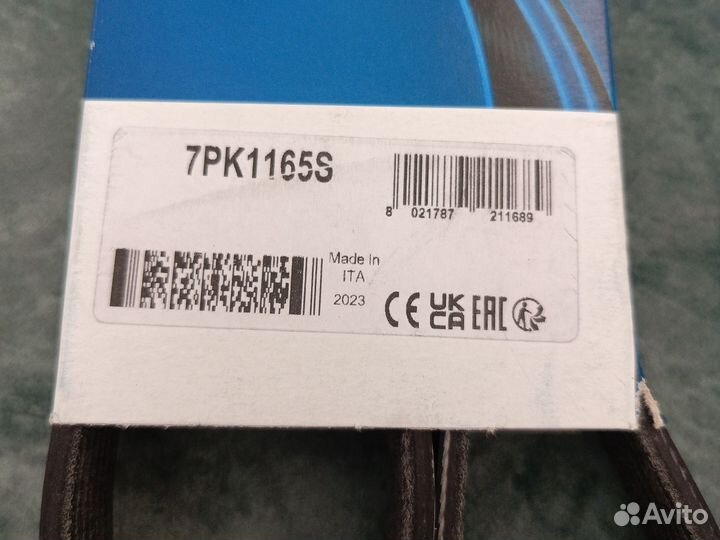 7PK1165S
8 021787 211689
Made In
ITA
2023
CE UK CA EAC
Avito